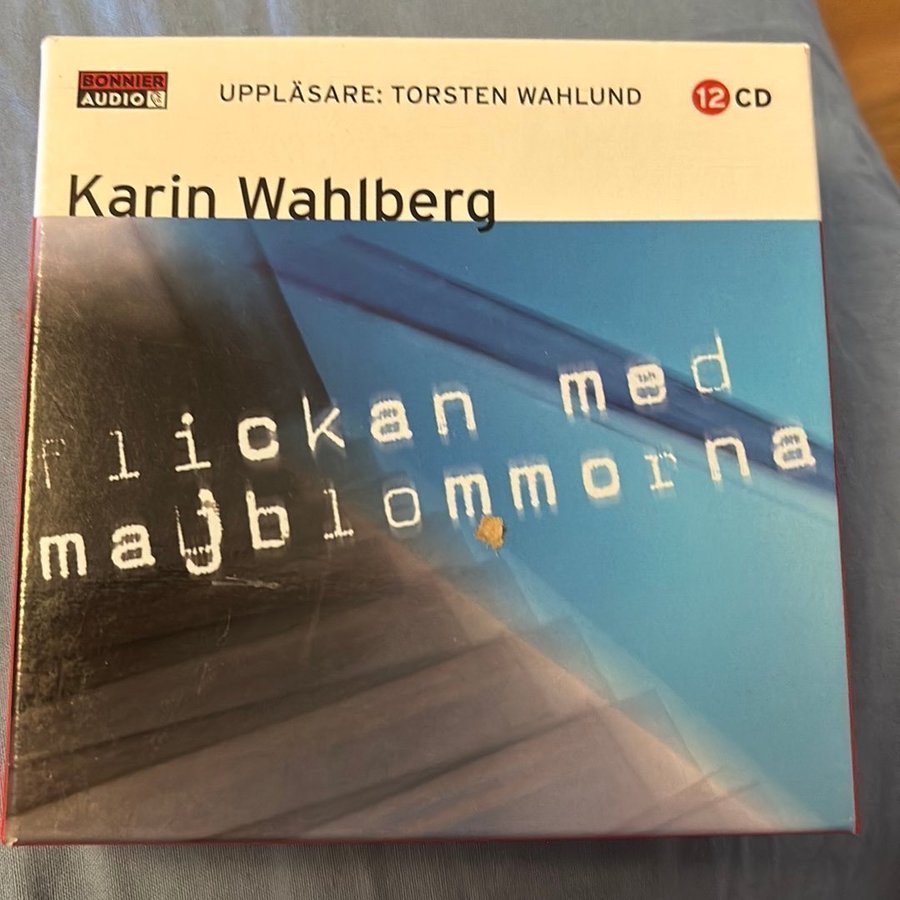 BONNIER
AUDIO
UPPLÄSARE: TORSTEN WAHLUND
12 CD
Karin Wahlberg
Flickan med
majblommorna